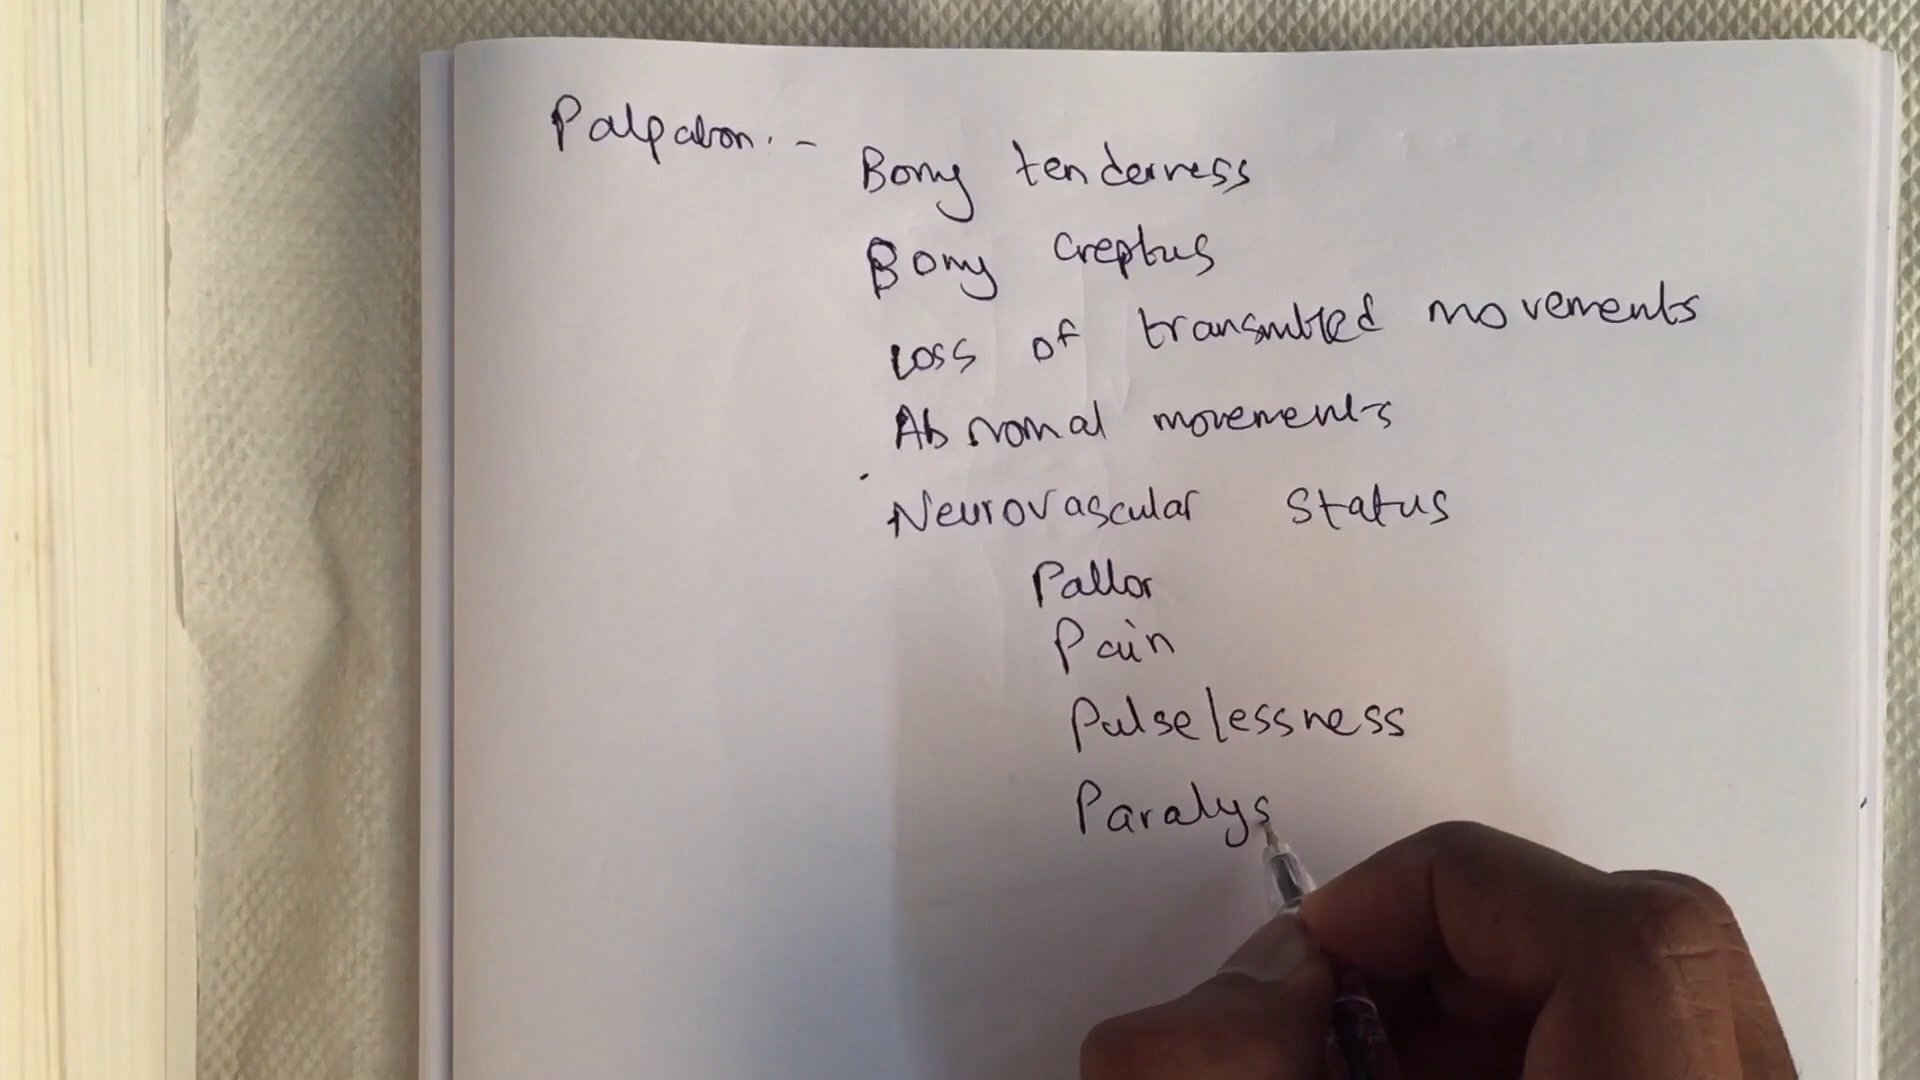 Palpation :-
Bony tenderness
Bony crepitus
Loss of transmitted movements
Abnormal movements
Neurovascular status
Pallor
Pain
Pulselessness
Paralys